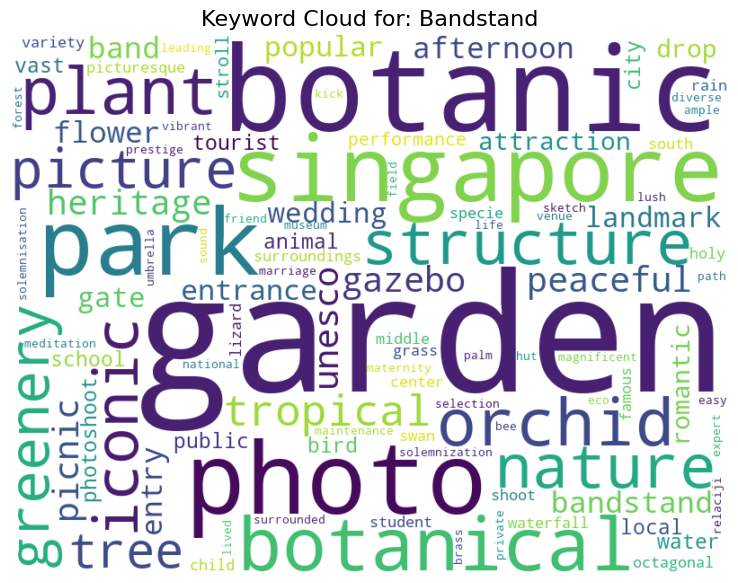 Keyword Cloud for: Bandstand
variety band leading popular afternoon drop
vast picturesque stroll botanic city
forest plant kick rain
diverse
ample
flower vibrant tourist performance attraction south
prestige
picture singapore field lush
heritage friend wedding specie sketch life venue landmark
museum
solemnisation park umbrella sound animal surroundings structure holy
marriage
gate entrance unesco gazebo peaceful path
greenery meditation iconic lizard garden
school national middle grass palm hut magnificent romantic
maternity
center eco famous easy
picnic photoshoot tropical selection orchid
public maintenance swan bee expert
tree entry bird solemnization nature
photo shoot bandstand relaciji
surrounded student brass private waterfall local
child lived botanical water
octagonal